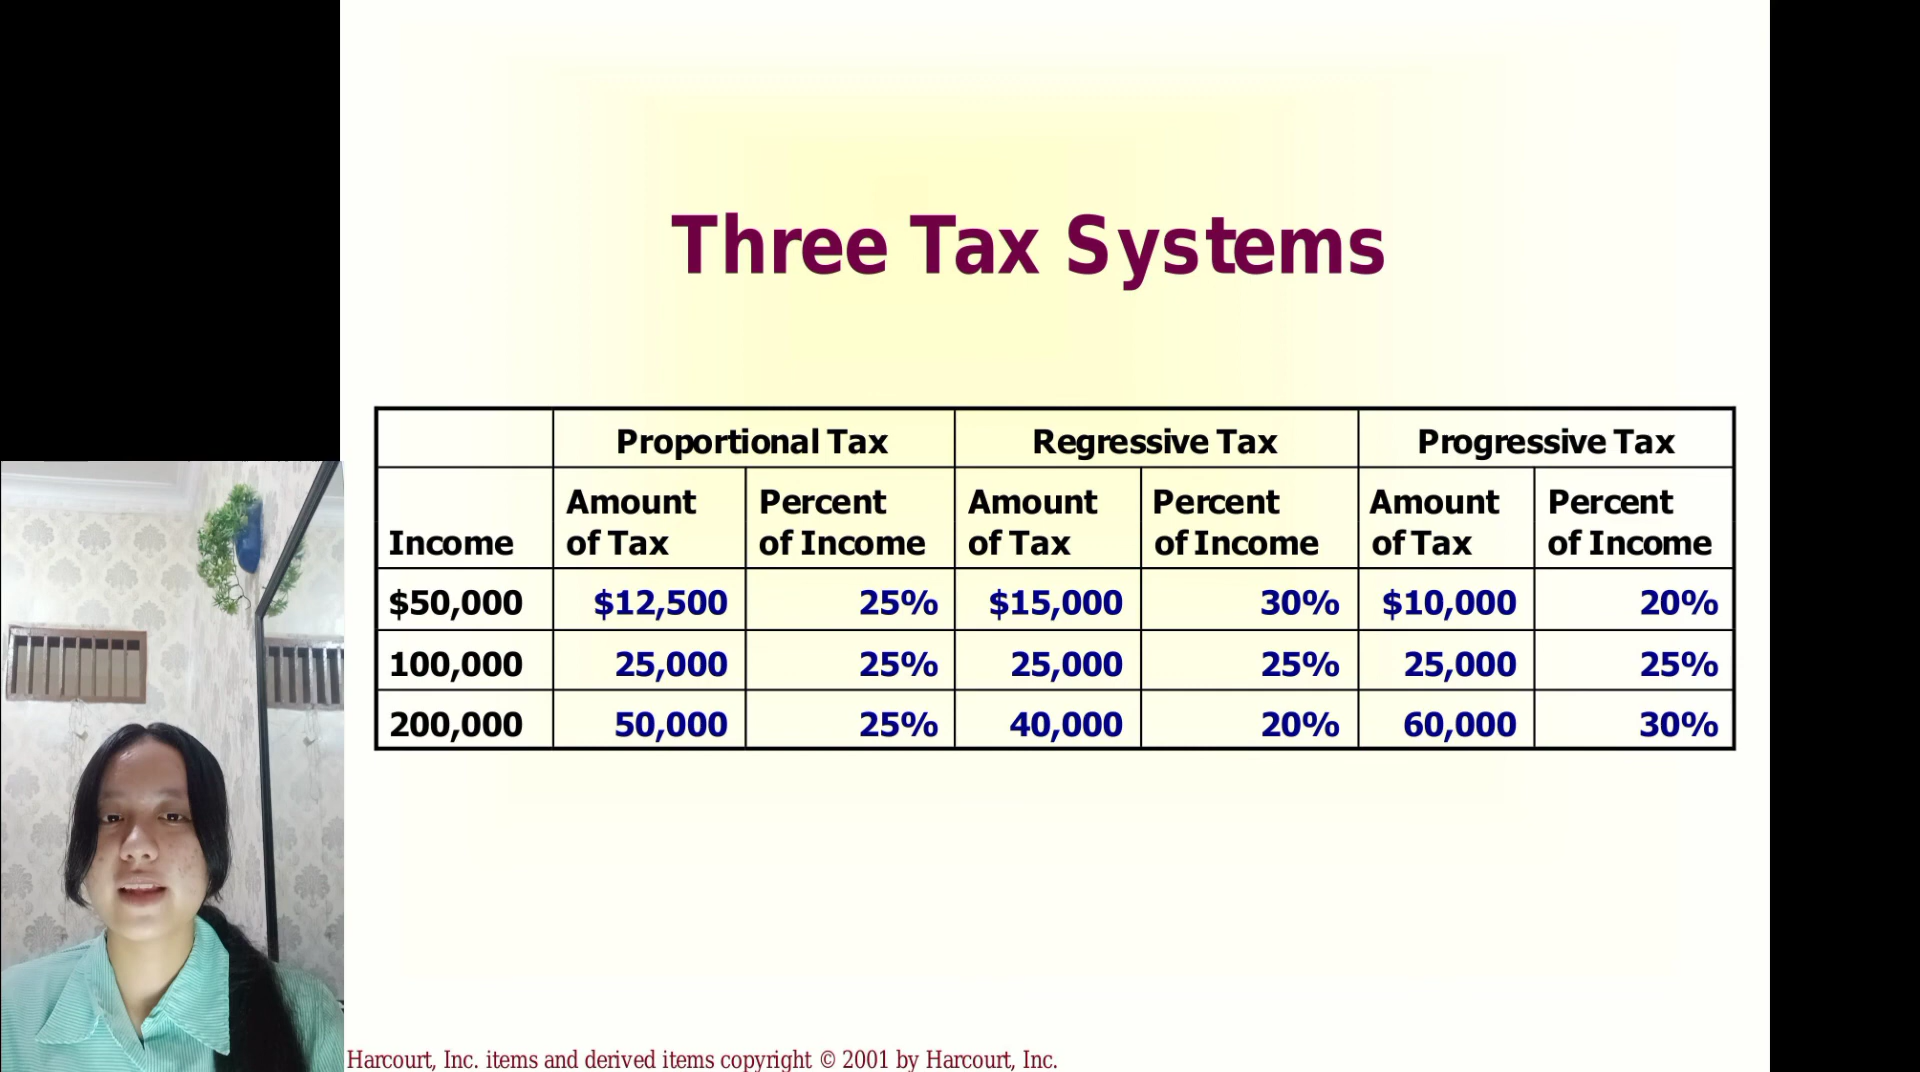 Three Tax Systems
Proportional Tax Regressive Tax Progressive Tax
Income Amount of Tax Percent of Income Amount of Tax Percent of Income Amount of Tax Percent of Income
$50,000 $12,500 25% $15,000 30% $10,000 20%
100,000 25,000 25% 25,000 25% 25,000 25%
200,000 50,000 25% 40,000 20% 60,000 30%
Harcourt, Inc. items and derived items copyright © 2001 by Harcourt, Inc.